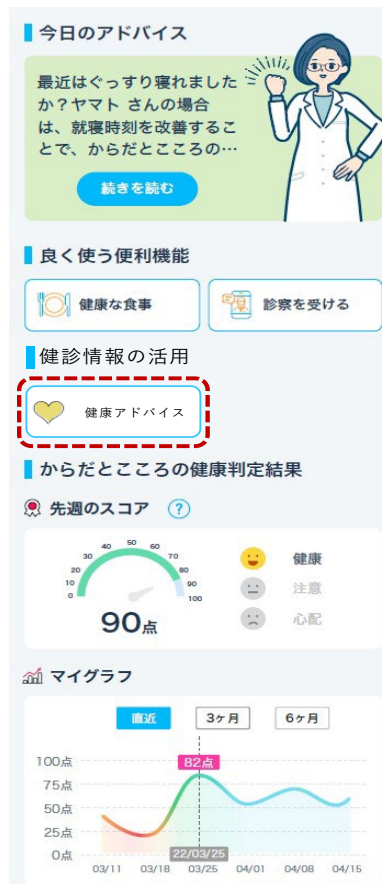 今日のアドバイス
最近はぐっすり寝れました
か？ヤマト さんの場合
は、就寝時刻を改善するこ
とで、からだとこころの…
続きを読む
良く使う便利機能
健康な食事
診察を受ける
健診情報の活用
健康アドバイス
からだとこころの健康判定結果
先週のスコア ?
0 10 20 30 40 50 60 70 80 90 100
90点
健康
注意
心配
マイグラフ
直近 3ヶ月 6ヶ月
100点
75点
50点
25点
0点
82点
22/03/25
03/11 03/18 03/25 04/01 04/08 04/15